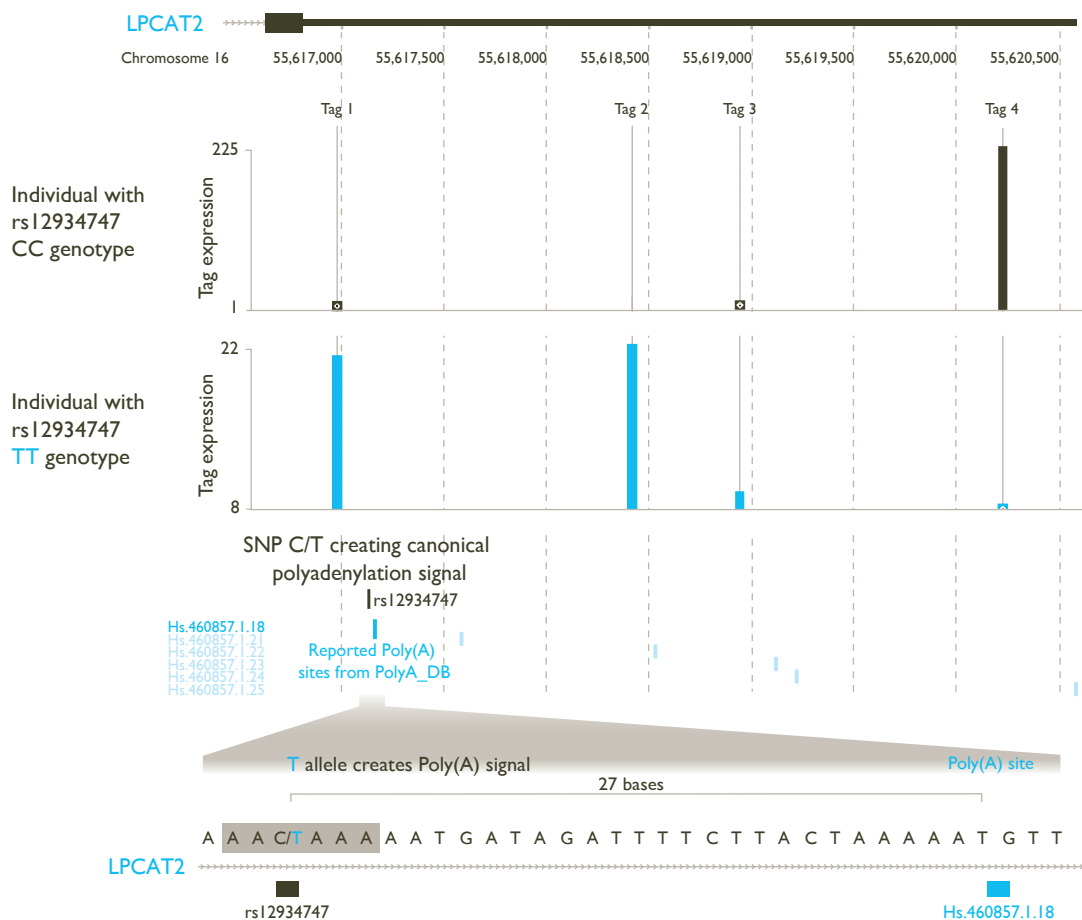 LPCAT2
Chromosome 16 55,617,000 55,617,500 55,618,000 55,618,500 55,619,000 55,619,500 55,620,000 55,620,500
Tag 1 Tag 2 Tag 3 Tag 4
Individual with
rs12934747
CC genotype
Tag expression
225
1
Individual with
rs12934747
TT genotype
Tag expression
22
8
SNP C/T creating canonical
polyadenylation signal
rs12934747
Hs.460857.1.18
Hs.460857.1.21
Hs.460857.1.22
Hs.460857.1.23
Hs.460857.1.24
Hs.460857.1.25
Reported Poly(A)
sites from PolyA_DB
T allele creates Poly(A) signal Poly(A) site
27 bases
A A A C/T A A A A A T G A T A G A T T T T C T T A C T A A A A A T G T T
LPCAT2
rs12934747 Hs.460857.1.18